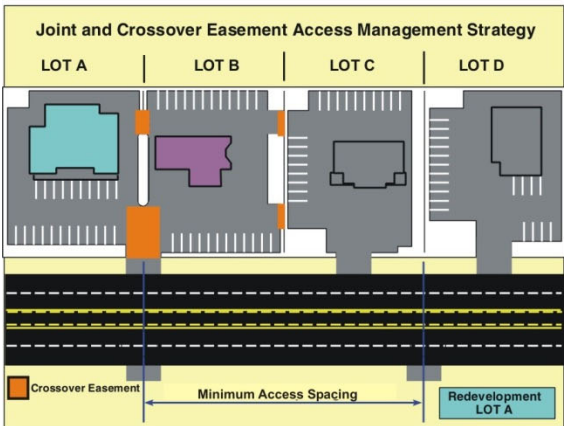 Joint and Crossover Easement Access Management Strategy
LOT A
LOT B
LOT C
LOT D
Crossover Easement
Minimum Access Spacing
Redevelopment
LOT A